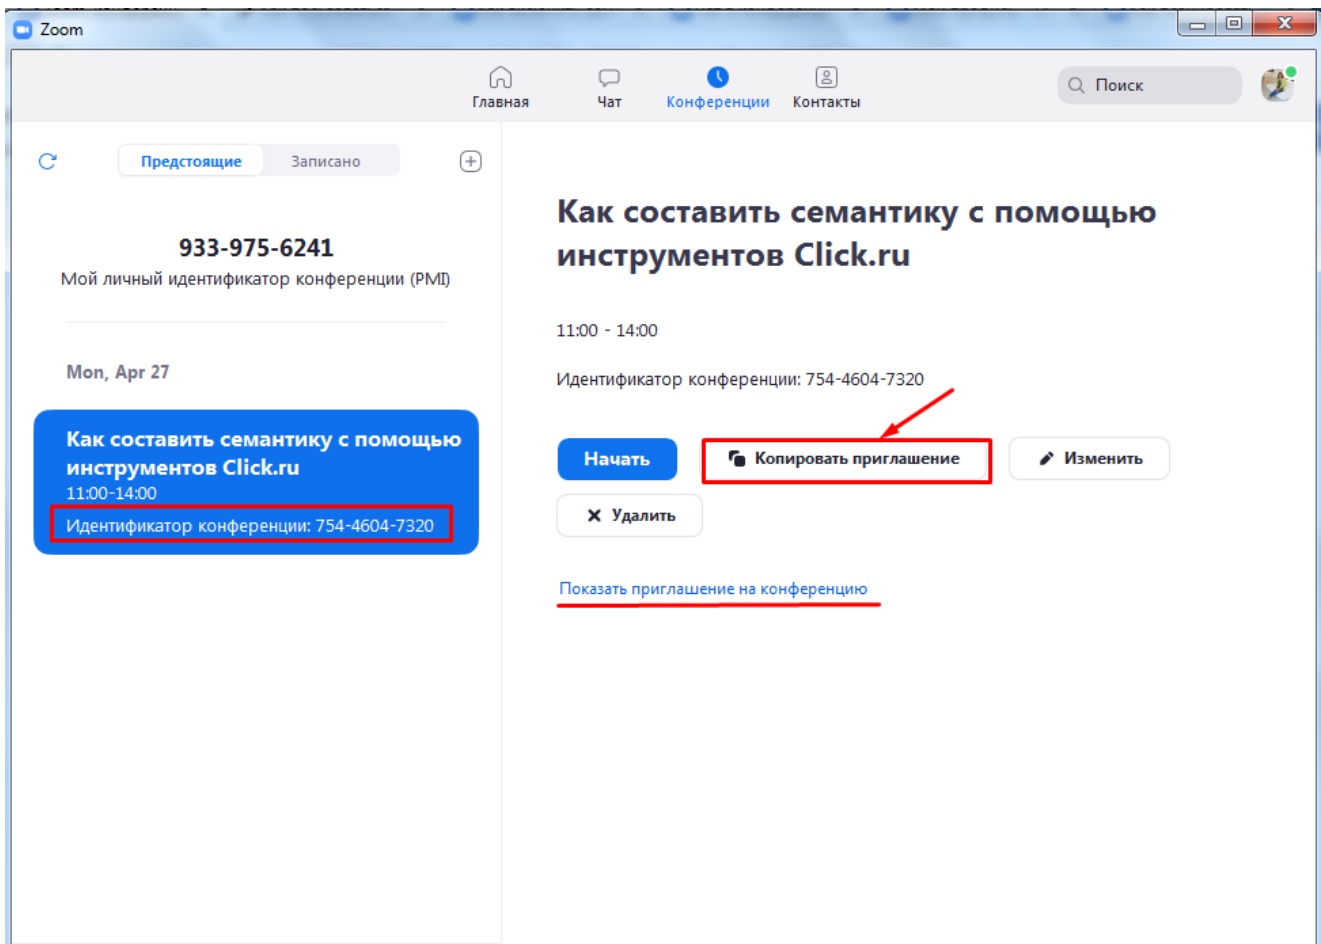 Zoom
Главная
Чат
Конференции
Контакты
Поиск
Предстоящие
Записано
933-975-6241
Мой личный идентификатор конференции (PMI)
Mon, Apr 27
Как составить семантику с помощью
инструментов Click.ru
11:00-14:00
Идентификатор конференции: 754-4604-7320
Как составить семантику с помощью
инструментов Click.ru
11:00 - 14:00
Идентификатор конференции: 754-4604-7320
Начать
Копировать приглашение
Изменить
Удалить
Показать приглашение на конференцию